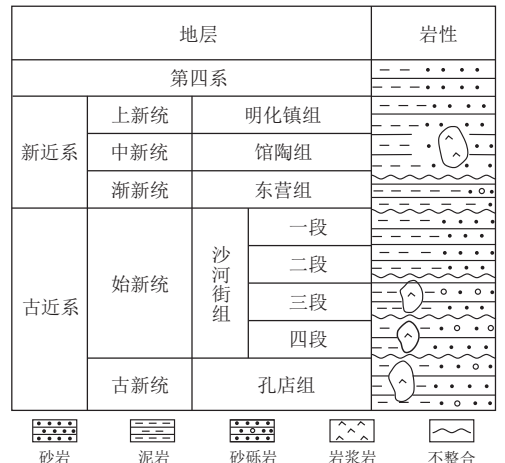 地层 岩性
第四系
新近系 上新统 明化镇组
中新统 馆陶组
渐新统 东营组
古近系 始新统 沙河街组 一段
二段
三段
四段
古新统 孔店组
砂岩 泥岩 砂砾岩 岩浆岩 不整合